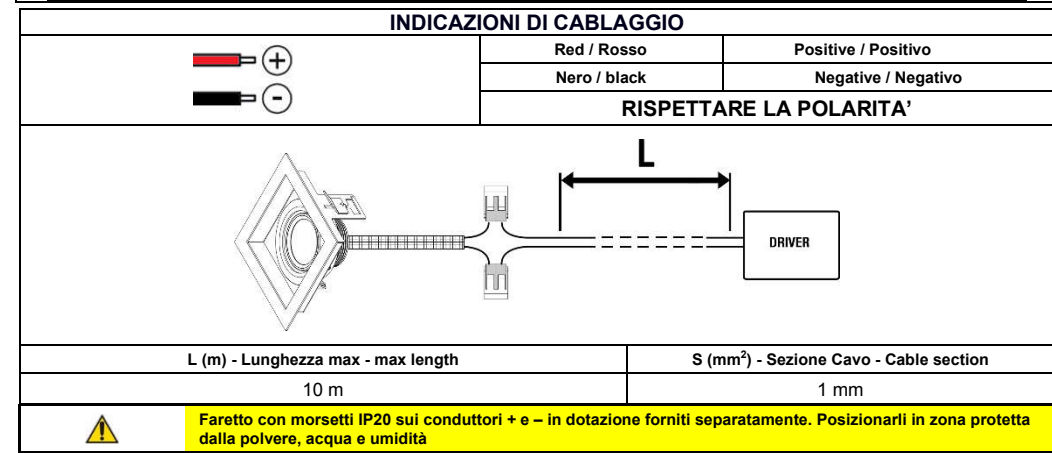 INDICAZIONI DI CABLAGGIO
+
Red / Rosso
Positive / Positivo
-
Nero / black
Negative / Negativo
RISPETTARE LA POLARITA’
L
DRIVER
L (m) - Lunghezza max - max length
S (mm2) - Sezione Cavo - Cable section
10 m
1 mm
Faretto con morsetti IP20 sui conduttori + e – in dotazione forniti separatamente. Posizionarli in zona protetta
dalla polvere, acqua e umidità